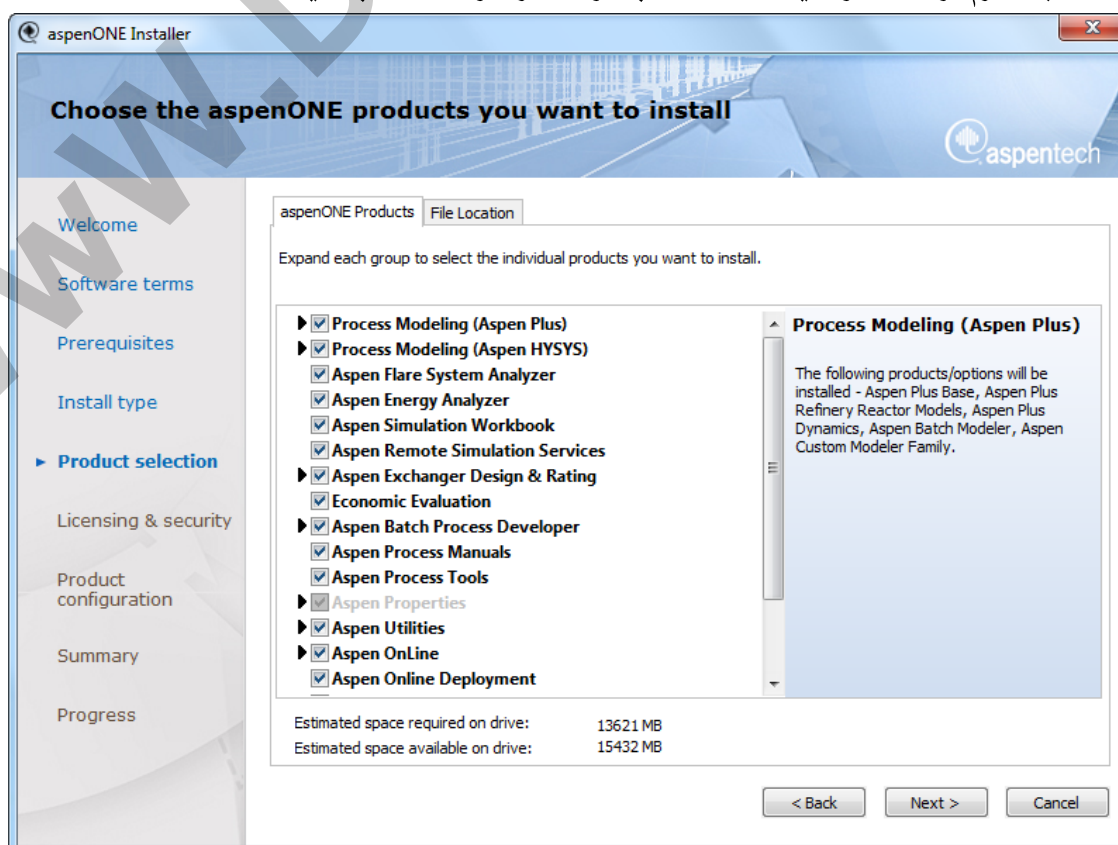 aspenONE Installer
Choose the aspenONE products you want to install
aspentech
Welcome
Software terms
Prerequisites
Install type
Product selection
Licensing & security
Product
configuration
Summary
Progress
aspenONE Products
File Location
Expand each group to select the individual products you want to install.
Process Modeling (Aspen Plus)
Process Modeling (Aspen HYSYS)
Aspen Flare System Analyzer
Aspen Energy Analyzer
Aspen Simulation Workbook
Aspen Remote Simulation Services
Aspen Exchanger Design & Rating
Economic Evaluation
Aspen Batch Process Developer
Aspen Process Manuals
Aspen Process Tools
Aspen Properties
Aspen Utilities
Aspen OnLine
Aspen Online Deployment
Process Modeling (Aspen Plus)
The following products/options will be
installed - Aspen Plus Base, Aspen Plus
Refinery Reactor Models, Aspen Plus
Dynamics, Aspen Batch Modeler, Aspen
Custom Modeler Family.
Estimated space required on drive: 13621 MB
Estimated space available on drive: 15432 MB
< Back
Next >
Cancel